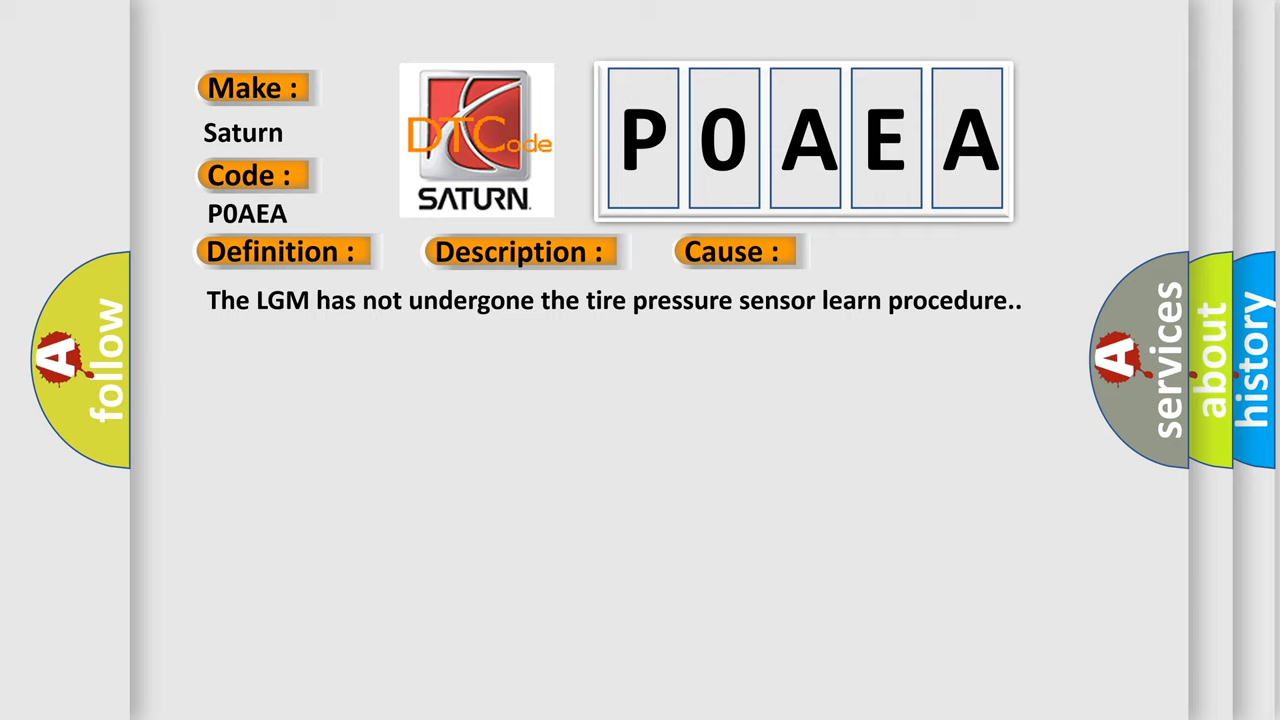 Make :
Saturn
Code :
P0AEA
DTCode
SATURN
P 0 A E A
Definition :
Description :
Cause :
The LGM has not undergone the tire pressure sensor learn procedure..
A follow
A services
about
history